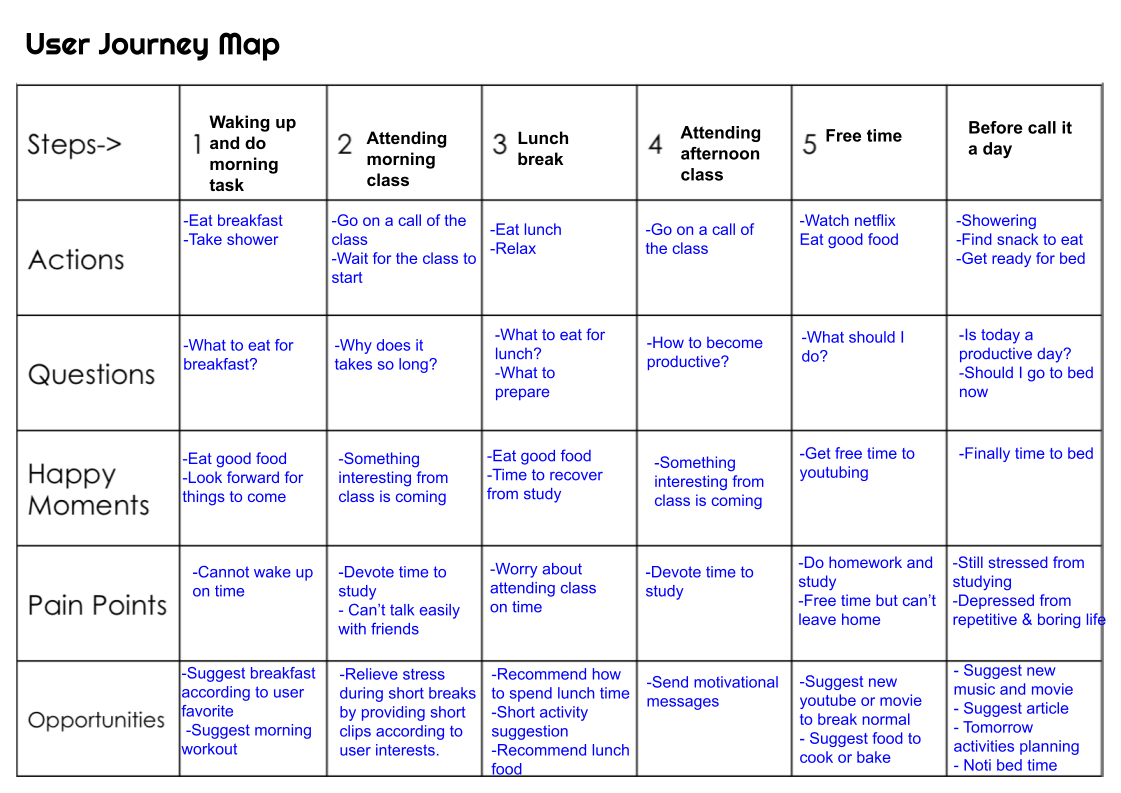 User Journey Map
Steps->
1
Waking up
and do
morning
task
2
Attending
morning
class
3
Lunch
break
4
Attending
afternoon
class
5
Free time
Before call it
a day
Actions
-Eat breakfast
-Take shower
-Go on a call of the
class
-Wait for the class to
start
-Eat lunch
-Relax
-Go on a call of
the class
-Watch netflix
Eat good food
-Showering
-Find snack to eat
-Get ready for bed
Questions
-What to eat for
breakfast?
-Why does it
takes so long?
-What to eat for
lunch?
-What to
prepare
-How to become
productive?
-What should I
do?
-Is today a
productive day?
-Should I go to bed
now
Happy
Moments
-Eat good food
-Look forward for
things to come
-Something
interesting from
class is coming
-Eat good food
-Time to recover
from study
-Something
interesting from
class is coming
-Get free time to
youtubing
-Finally time to bed
Pain Points
-Cannot wake up
on time
-Devote time to
study
- Can't talk easily
with friends
-Worry about
attending class
on time
-Devote time to
study
-Do homework and
study
-Free time but can't
leave home
-Still stressed from
studying
-Depressed from
repetitive & boring life
Opportunities
-Suggest breakfast
according to user
favorite
-Suggest morning
workout
-Relieve stress
during short breaks
by providing short
clips according to
user interests.
-Recommend how
to spend lunch time
-Short activity
suggestion
-Recommend lunch
food
-Send motivational
messages
-Suggest new
youtube or movie
to break normal
- Suggest food to
cook or bake
- Suggest new
music and movie
- Suggest article
- Tomorrow
activities planning
- Noti bed time